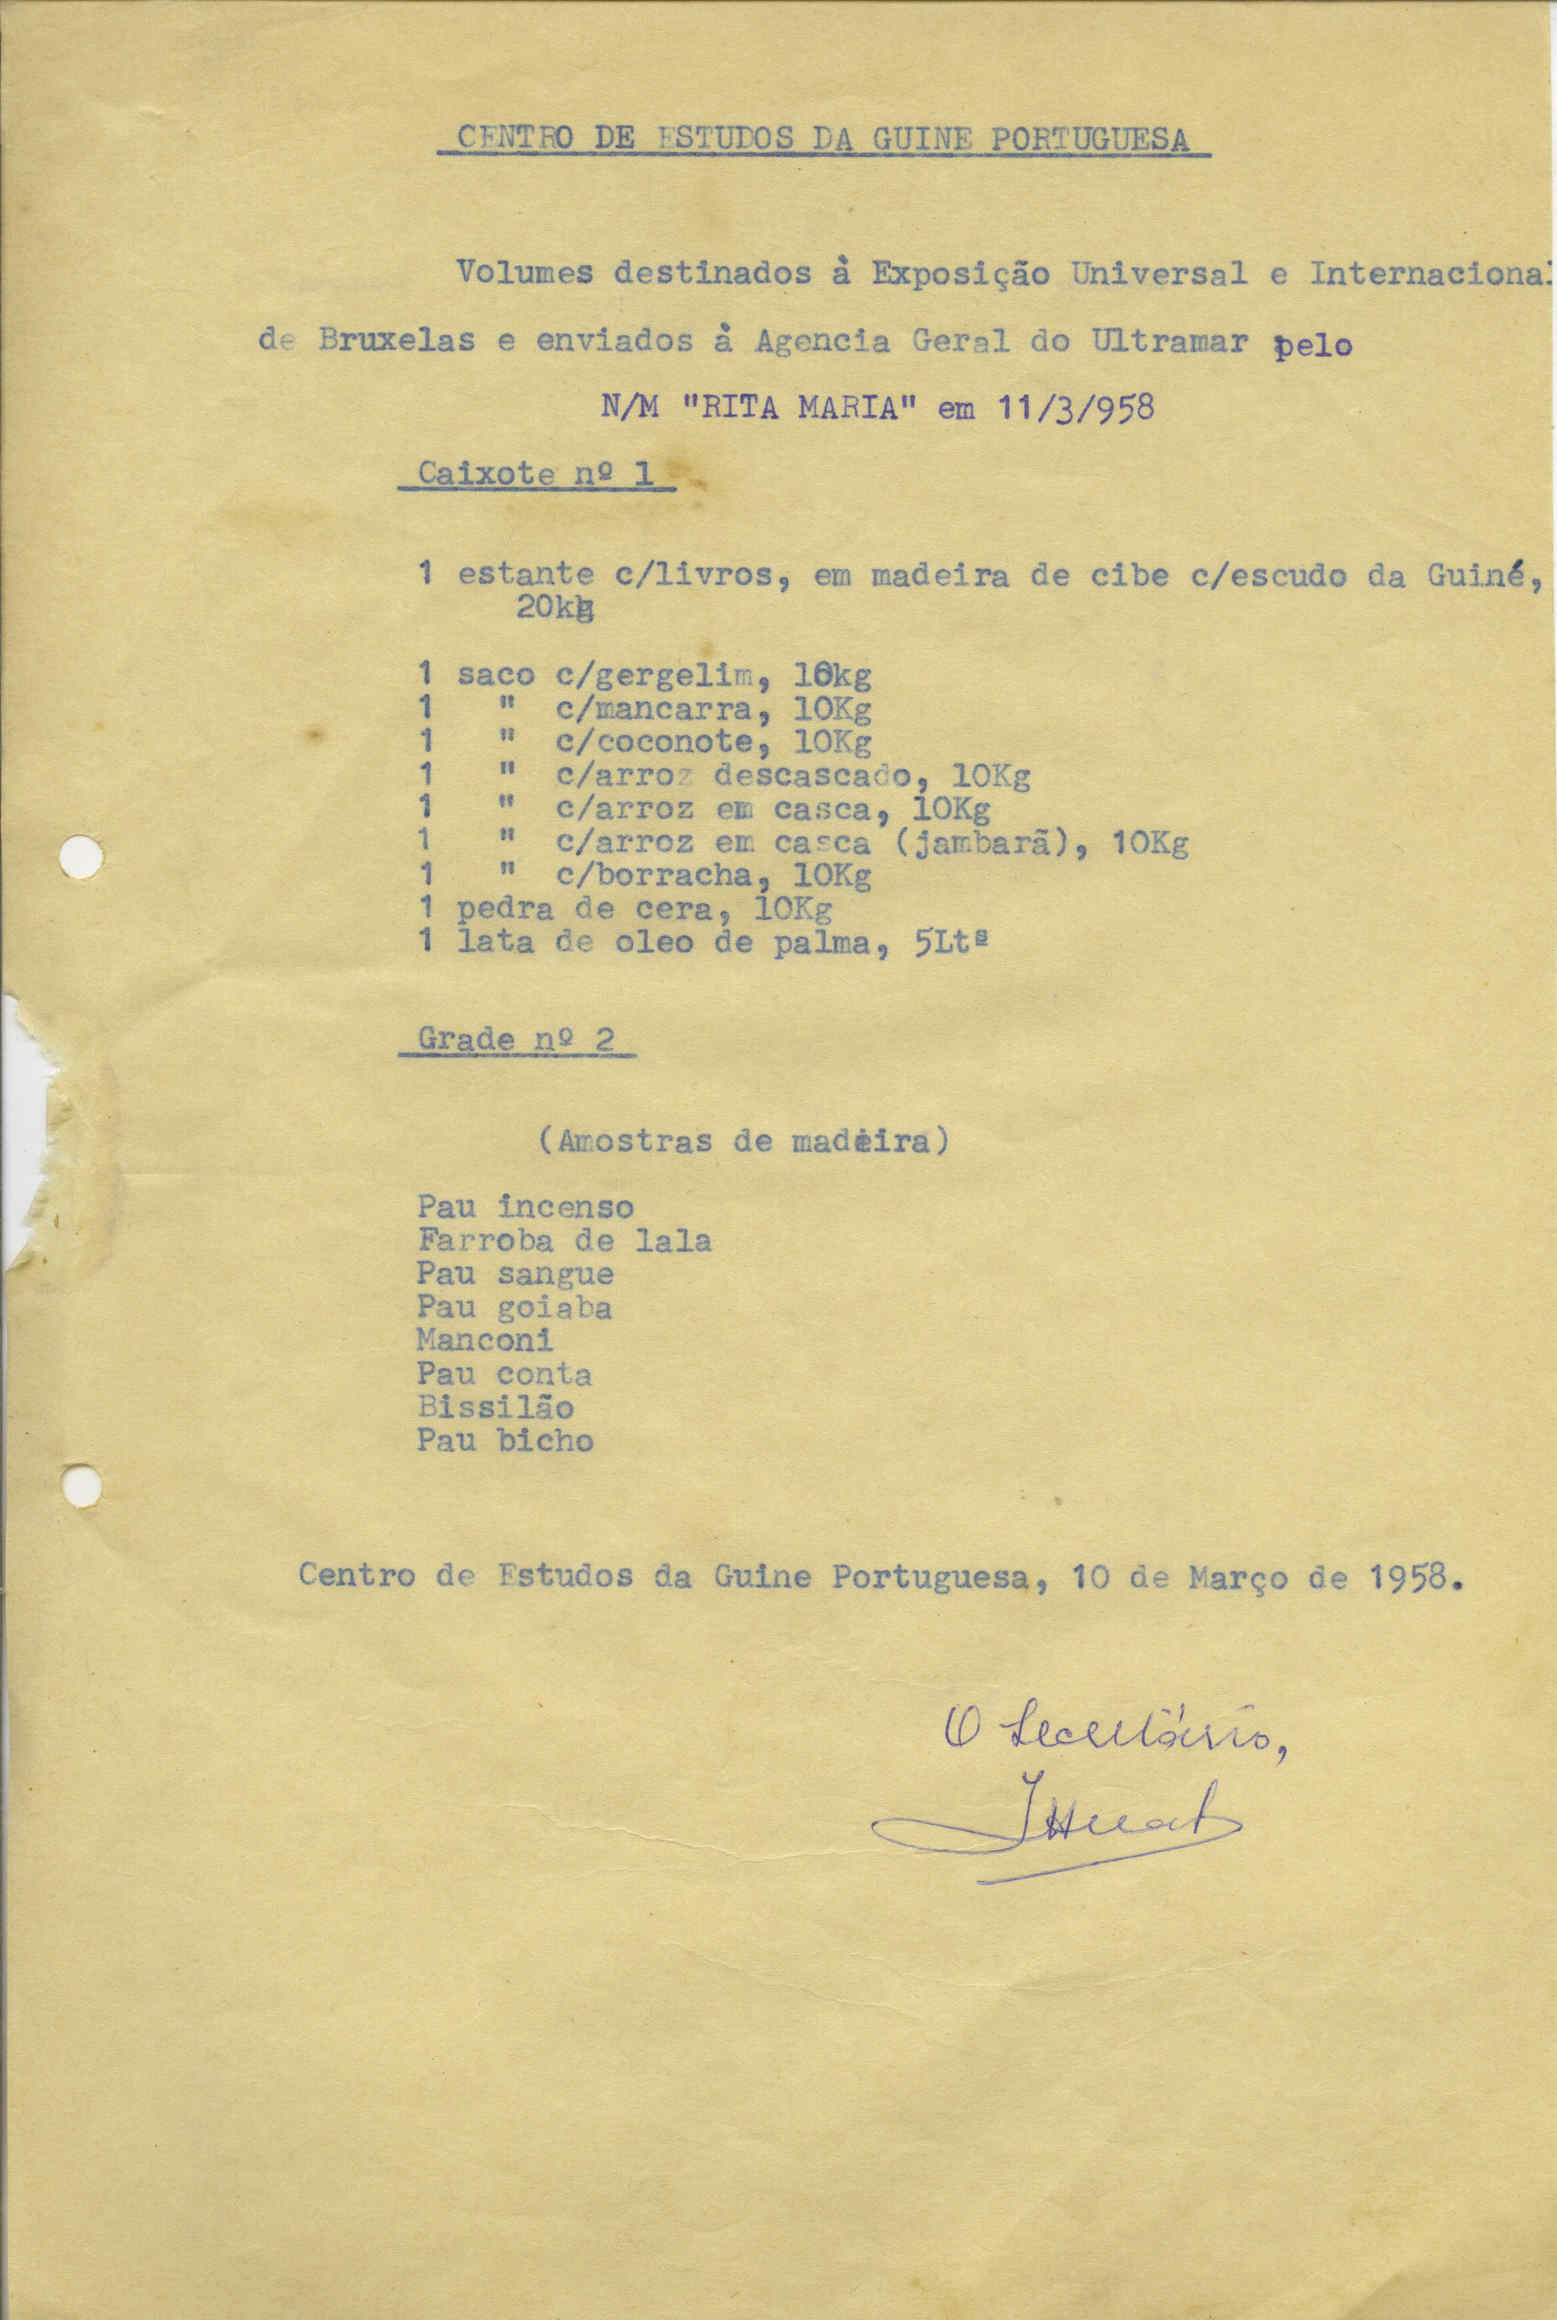 CENTRO DE ESTUDOS DA GUINE PORTUGUESA
Volumes destinados à Exposição Universal e Internacional
de Bruxelas e enviados à Agencia Geral do Ultramar pelo
N/M "RITA MARIA" em 11/3/958
Caixote nº 1
1 estante c/livros, em madeira de cibe c/escudo da Guiné,
20kg
1 saco c/gergelim, 10kg
1 " c/mancarra, 10Kg
1 " c/coconote, 10Kg
1 " c/arroz descascado, 10Kg
1 " c/arroz em casca, 10Kg
1 " c/arroz em casca (jambarã), 10Kg
1 " c/borracha, 10Kg
1 pedra de cera, 10Kg
1 lata de oleo de palma, 5Ltª
Grade nº 2
(Amostras de madeira)
Pau incenso
Farroba de lala
Pau sangue
Pau goiaba
Manconi
Pau conta
Bissilão
Pau bicho
Centro de Estudos da Guine Portuguesa, 10 de Março de 1958.
O Secretário,